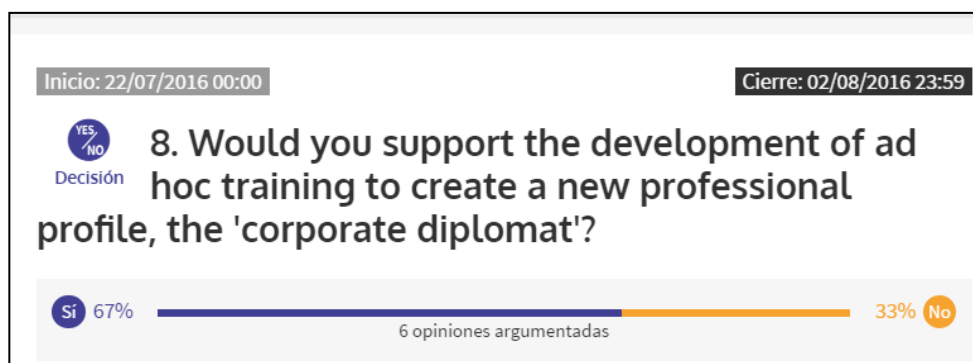 Inicio: 22/07/2016 00:00
Cierre: 02/08/2016 23:59
YES/NO
Decisión
8. Would you support the development of ad
hoc training to create a new professional
profile, the 'corporate diplomat'?
Sí 67%
33% No
6 opiniones argumentadas